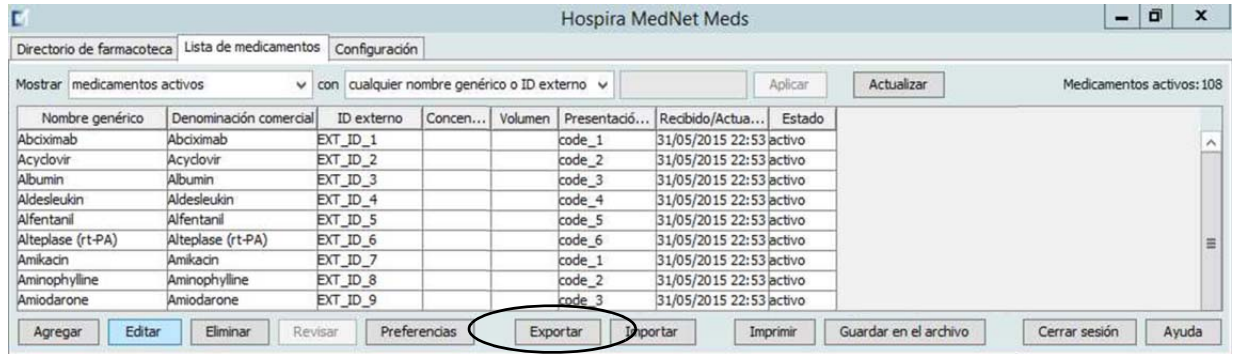 Hospira MedNet Meds
Directorio de farmacoteca Lista de medicamentos Configuración
Mostrar medicamentos activos con cualquier nombre genérico o ID externo Aplicar Actualizar Medicamentos activos: 108
Nombre genérico Denominación comercial ID externo Concen... Volumen Presentació... Recibido/Actua... Estado
Abciximab Abciximab EXT_ID_1 code_1 31/05/2015 22:53 activo
Acyclovir Acyclovir EXT_ID_2 code_2 31/05/2015 22:53 activo
Albumin Albumin EXT_ID_3 code_3 31/05/2015 22:53 activo
Aldesleukin Aldesleukin EXT_ID_4 code_4 31/05/2015 22:53 activo
Alfentanil Alfentanil EXT_ID_5 code_5 31/05/2015 22:53 activo
Alteplase (rt-PA) Alteplase (rt-PA) EXT_ID_6 code_6 31/05/2015 22:53 activo
Amikacin Amikacin EXT_ID_7 code_1 31/05/2015 22:53 activo
Aminophylline Aminophylline EXT_ID_8 code_2 31/05/2015 22:53 activo
Amiodarone Amiodarone EXT_ID_9 code_3 31/05/2015 22:53 activo
Agregar Editar Eliminar Revisar Preferencias Exportar Importar Imprimir Guardar en el archivo Cerrar sesión Ayuda